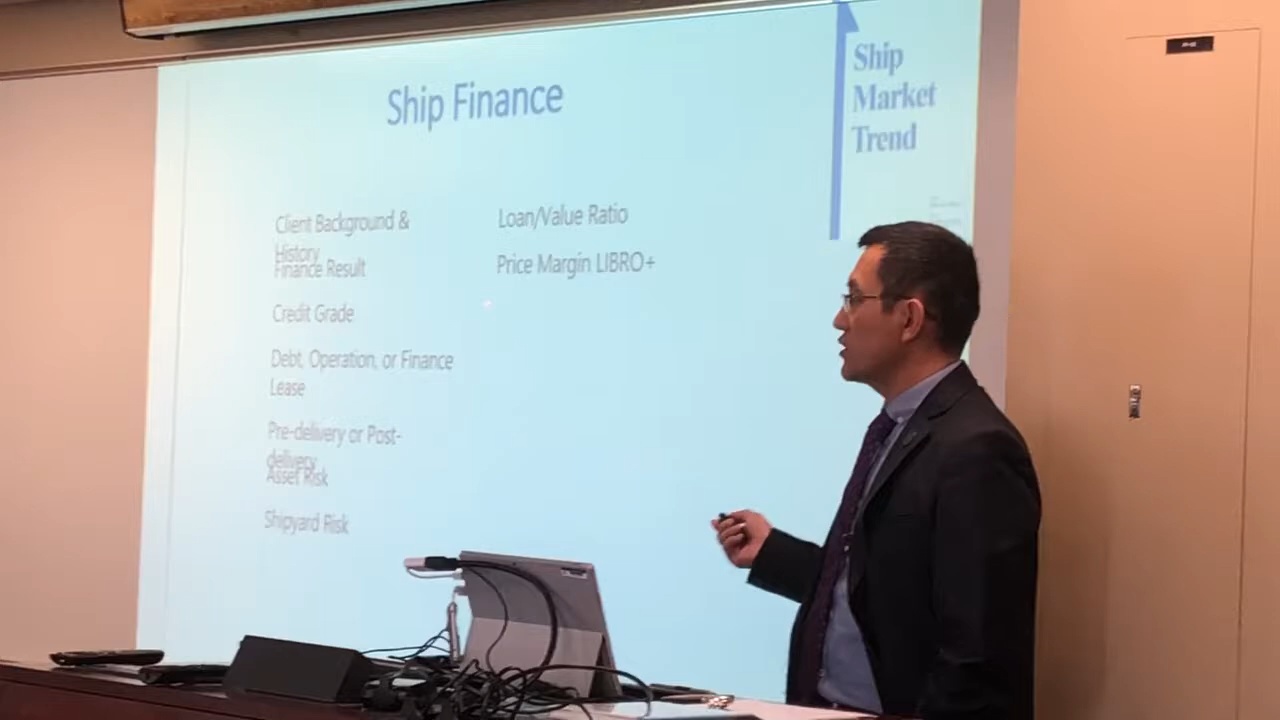 Ship Finance
Ship
Market
Trend
Client Background &
History
Finance Result
Credit Grade
Debt, Operation, or Finance
Lease
Pre-delivery or Post-
delivery
Asset Risk
Shipyard Risk
Loan/Value Ratio
Price Margin LIBRO+